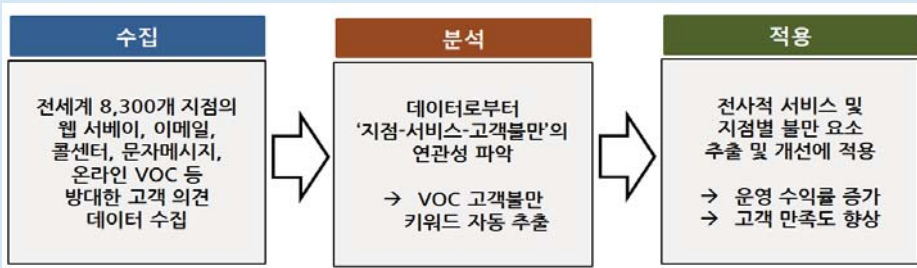 수집
전세계 8,300개 지점의
웹 서베이, 이메일,
콜센터, 문자메시지,
온라인 VOC 등
방대한 고객 의견
데이터 수집
분석
데이터로부터
‘지점-서비스-고객불만’의
연관성 파악
→ VOC 고객불만
키워드 자동 추출
적용
전사적 서비스 및
지점별 불만 요소
추출 및 개선에 적용
→ 운영 수익률 증가
→ 고객 만족도 향상